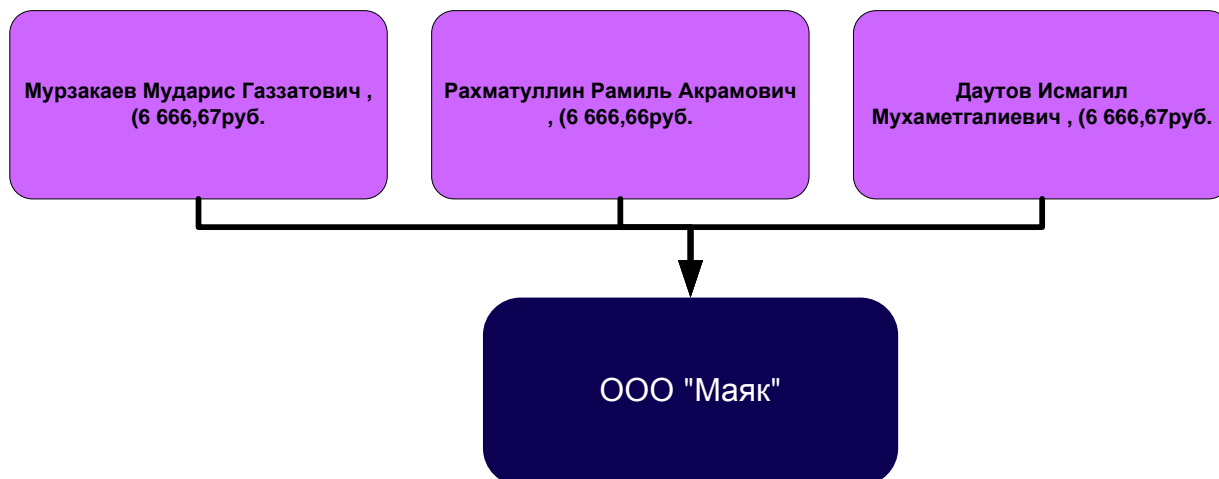 Мурзакаев Мударис Газзатович ,
(6 666,67руб.
Рахматуллин Рамиль Акрамович
, (6 666,66руб.
Даутов Исмагил
Мухаметгалиевич , (6 666,67руб.
ООО "Маяк"